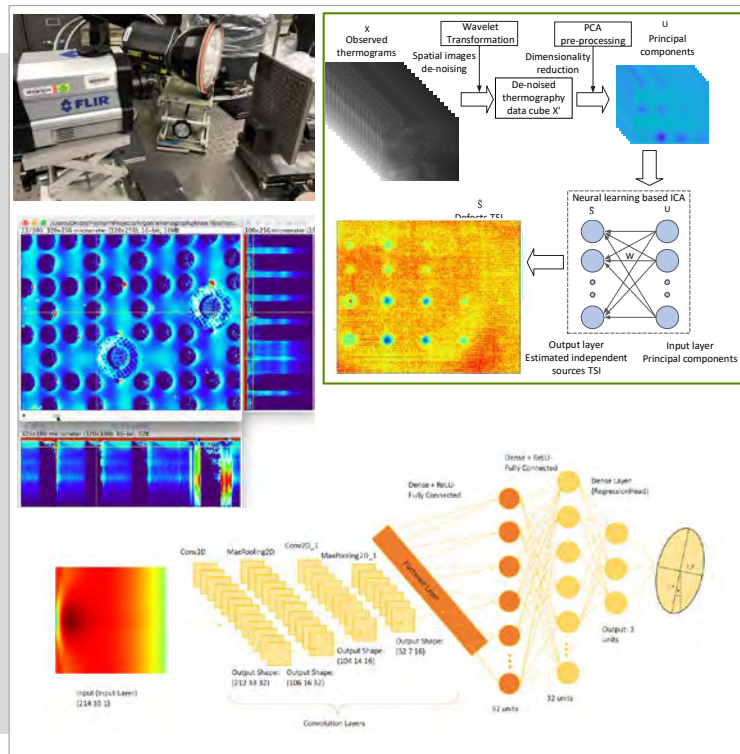 FLIR
X
Observed
thermograms
Wavelet
Transformation
Spatial images
de-noising
De-noised
thermography
data cube X'
PCA
pre-processing
Dimensionality
reduction
U
Principal
components
Neural learning based ICA
Ŝ
U
W
Output layer
Estimated independent
sources TSI
Input layer
Principal components
Ŝ
Defects TSI
320x256
Dense + ReLU-
Fully Connected
Dense + ReLU-
Fully Connected
Dense Layer
(RegressionHead)
Conv2D
MaxPooling2D
Conv2D_1
MaxPooling2D_1
Flattened Layer
Input (Input Layer)
Output Shape:
(212 33 32)
Output Shape:
(106 16 32)
Output Shape
(104 14 16)
Output Shape:
(52 7 16)
Convolution Layers
32 units
32 units
Output- 3
units